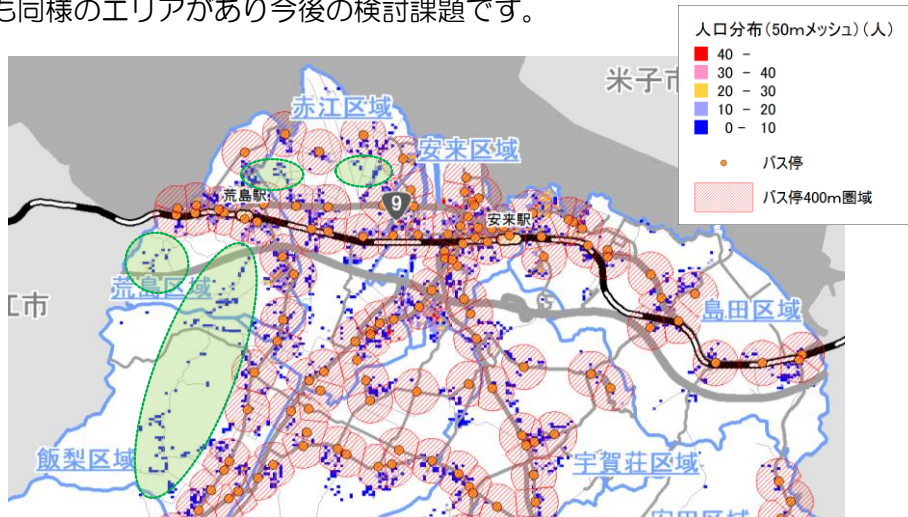 も同様のエリアがあり今後の検討課題です。
人口分布(50mメッシュ)(人)
40 -
30 - 40
20 - 30
10 - 20
0 - 10
バス停
バス停400m圏域
米子市
赤江区域
安来区域
荒島駅
9
安来駅
荒島区域
江市
島田区域
飯梨区域
宇賀荘区域
安田区域